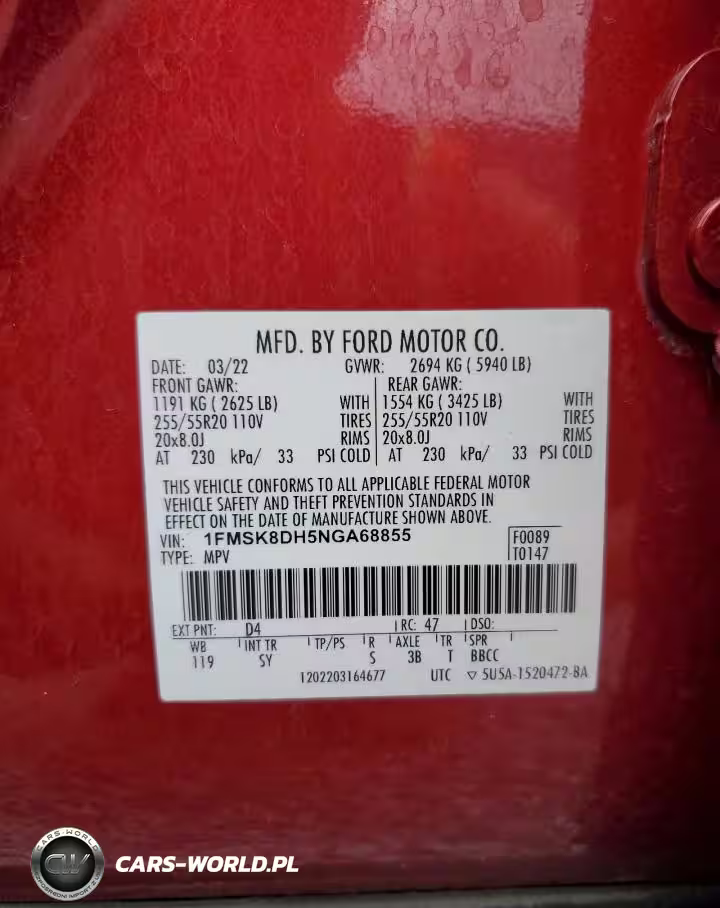 MFD. BY FORD MOTOR CO.
DATE: 03/22 GVWR: 2694 KG ( 5940 LB)
FRONT GAWR: REAR GAWR:
1191 KG ( 2625 LB) WITH 1554 KG ( 3425 LB) WITH
255/55R20 110V TIRES 255/55R20 110V TIRES
20x8.0J RIMS 20x8.0J RIMS
AT 230 kPa/ 33 PSI COLD AT 230 kPa/ 33 PSI COLD
THIS VEHICLE CONFORMS TO ALL APPLICABLE FEDERAL MOTOR
VEHICLE SAFETY AND THEFT PREVENTION STANDARDS IN
EFFECT ON THE DATE OF MANUFACTURE SHOWN ABOVE.
VIN: 1FMSK8DH5NGA68855 F0089
TYPE: MPV T0147
EXT PNT: D4 RC: 47 DSO:
WB INT TR TP/PS R AXLE TR SPR
119 SY S 3B T BBCC
1202203164677 UTC ▽ 5U5A-1520472-BA
CARS-WORLD
CW
CARS-WORLD.PL